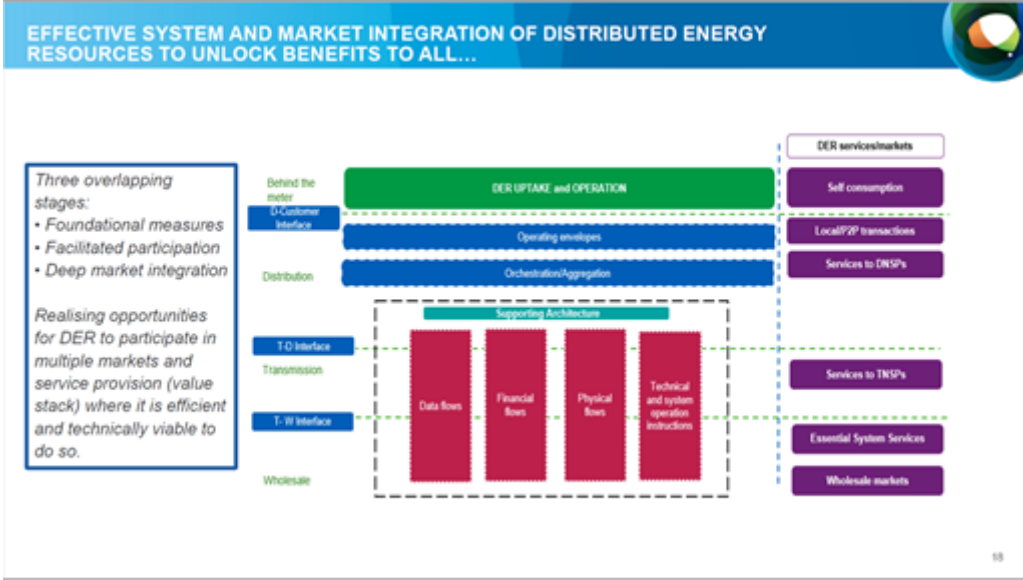 EFFECTIVE SYSTEM AND MARKET INTEGRATION OF DISTRIBUTED ENERGY
RESOURCES TO UNLOCK BENEFITS TO ALL...
Three overlapping
stages:
• Foundational measures
• Facilitated participation
• Deep market integration
Realising opportunities
for DER to participate in
multiple markets and
service provision (value
stack) where it is efficient
and technically viable to
do so.
Behind the
meter
D-Customer
Interface
Distribution
T-D Interface
Transmission
T- W Interface
Wholesale
DER UPTAKE and OPERATION
Operating envelopes
Orchestration/Aggregation
Supporting Architecture
Data flows
Financial
flows
Physical
flows
Technical
and system
operation
instructions
DER services/markets
Self consumption
Local/P2P transactions
Services to DNSPs
Services to TNSPs
Essential System Services
Wholesale markets
18